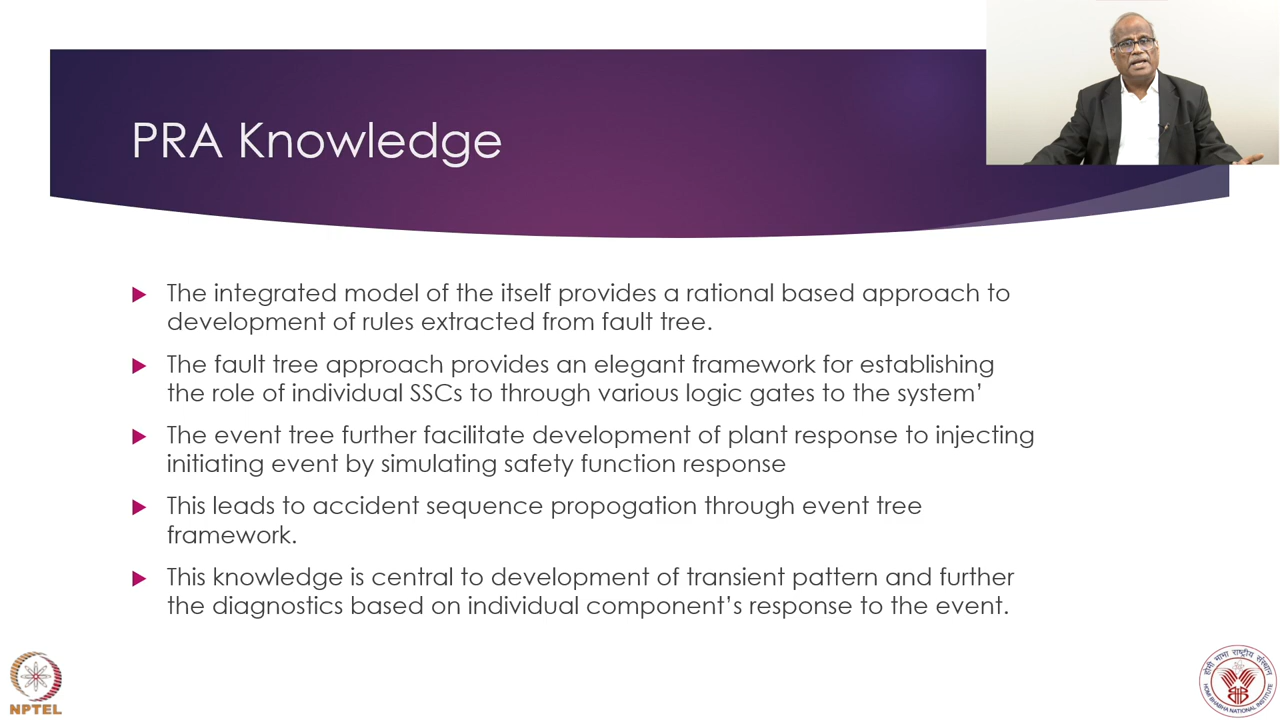 PRA Knowledge
The integrated model of the itself provides a rational based approach to
development of rules extracted from fault tree.
The fault tree approach provides an elegant framework for establishing
the role of individual SSCs to through various logic gates to the system’
The event tree further facilitate development of plant response to injecting
initiating event by simulating safety function response
This leads to accident sequence propogation through event tree
framework.
This knowledge is central to development of transient pattern and further
the diagnostics based on individual component’s response to the event.
NPTEL
होमी भाभा राष्ट्रीय संस्थान
HOMI BHABHA NATIONAL INSTITUTE